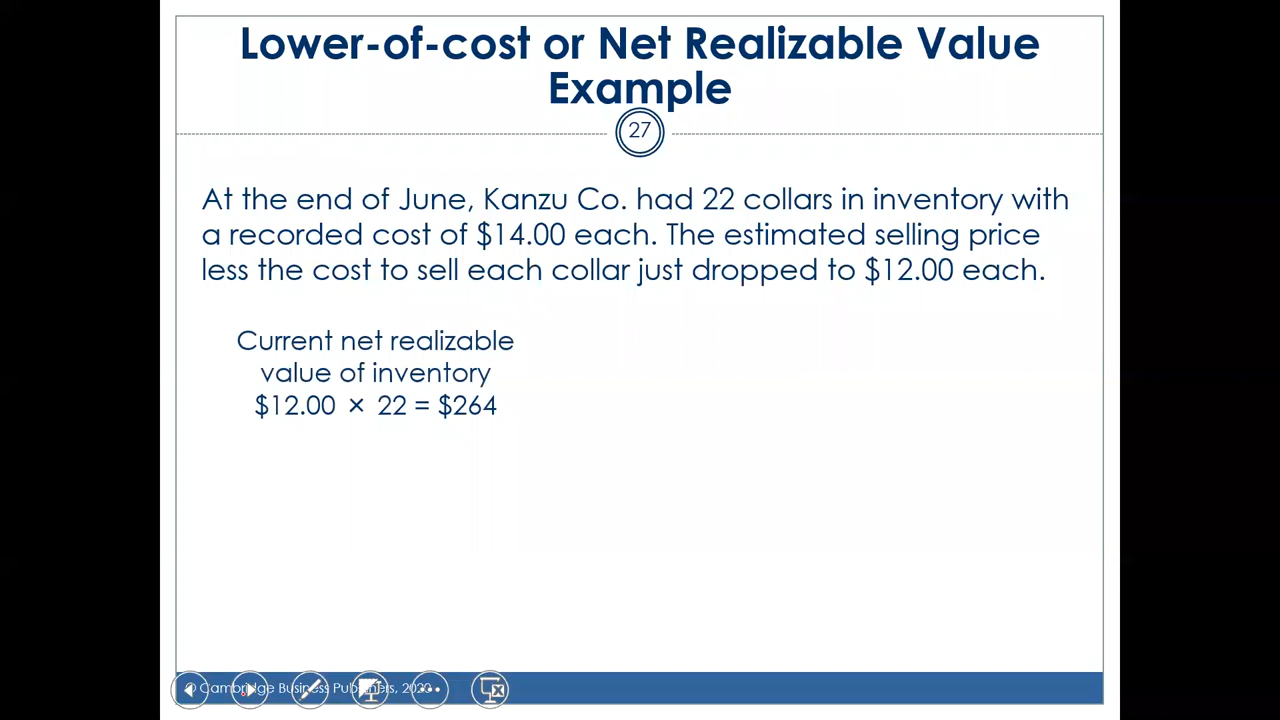 Lower-of-cost or Net Realizable Value
Example
27
At the end of June, Kanzu Co. had 22 collars in inventory with
a recorded cost of $14.00 each. The estimated selling price
less the cost to sell each collar just dropped to $12.00 each.
Current net realizable
value of inventory
$12.00 × 22 = $264
© Cambridge Business Publishers, 2020